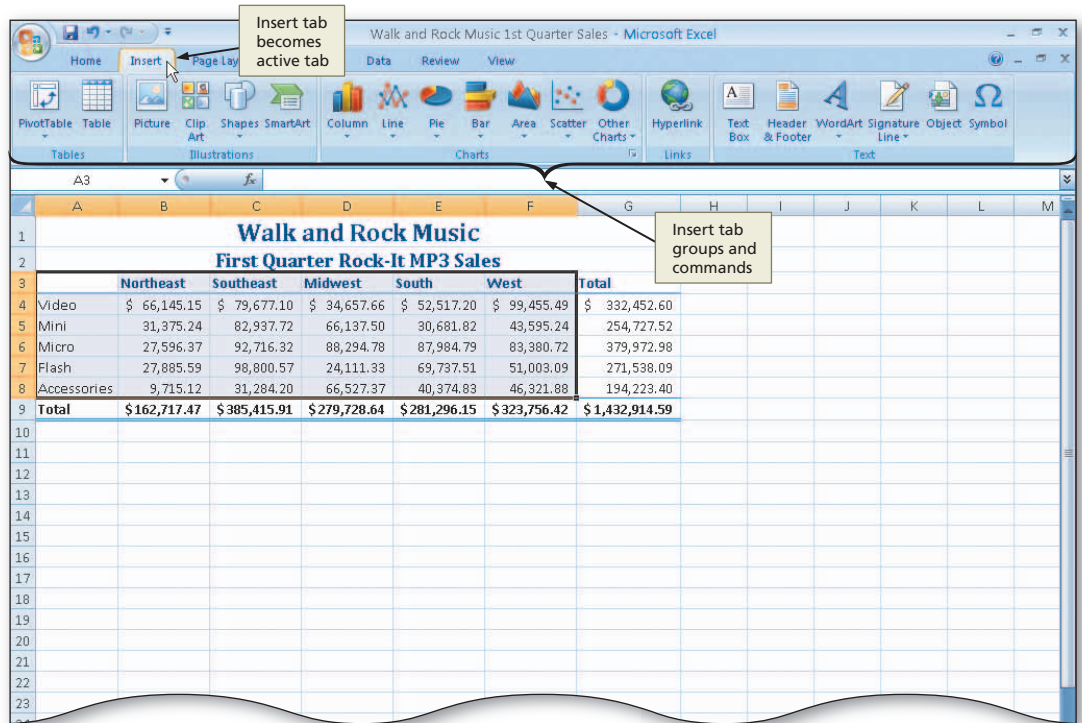 Insert tab
becomes
active tab
Walk and Rock Music 1st Quarter Sales - Microsoft Excel
Home Insert Page Lay Data Review View
PivotTable Table Picture Clip Art Shapes SmartArt Column Line Pie Bar Area Scatter Other Charts Hyperlink Text Box Header & Footer WordArt Signature Line Object Symbol
Tables Illustrations Charts Links Text
A3 fx
A B C D E F G H I J K L M
Insert tab
groups and
commands
1 Walk and Rock Music
2 First Quarter Rock-It MP3 Sales
3 Northeast Southeast Midwest South West Total
4 Video $ 66,145.15 $ 79,677.10 $ 34,657.66 $ 52,517.20 $ 99,455.49 $ 332,452.60
5 Mini 31,375.24 82,937.72 66,137.50 30,681.82 43,595.24 254,727.52
6 Micro 27,596.37 92,716.32 88,294.78 87,984.79 83,380.72 379,972.98
7 Flash 27,885.59 98,800.57 24,111.33 69,737.51 51,003.09 271,538.09
8 Accessories 9,715.12 31,284.20 66,527.37 40,374.83 46,321.88 194,223.40
9 Total $162,717.47 $385,415.91 $279,728.64 $281,296.15 $323,756.42 $1,432,914.59
10
11
12
13
14
15
16
17
18
19
20
21
22
23